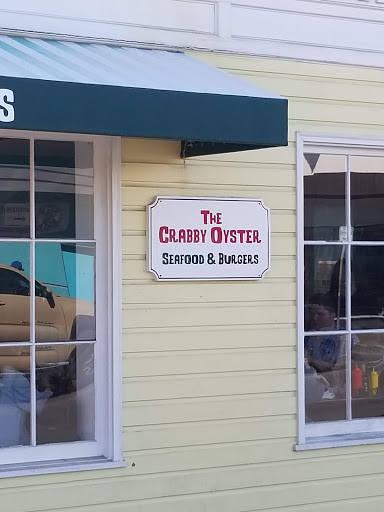 S
THE
CRABBY OYSTER
SEAFOOD & BURGERS